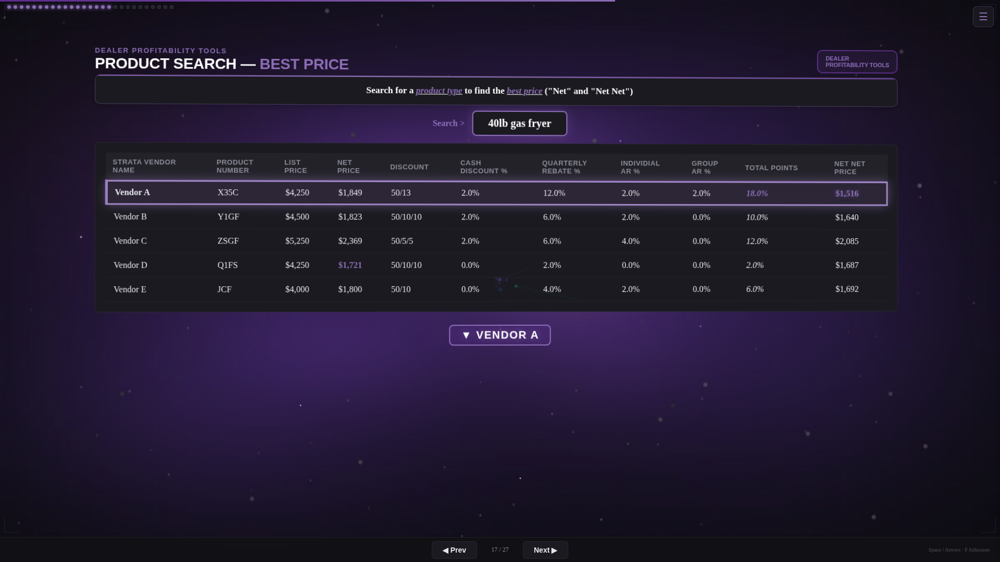 DEALER PROFITABILITY TOOLS
PRODUCT SEARCH — BEST PRICE
DEALER
PROFITABILITY TOOLS
Search for a product type to find the best price ("Net" and "Net Net")
Search > 40lb gas fryer
STRATA VENDOR NAME PRODUCT NUMBER LIST PRICE NET PRICE DISCOUNT CASH DISCOUNT % QUARTERLY REBATE % INDIVIDIAL AR % GROUP AR % TOTAL POINTS NET NET PRICE
Vendor A X35C $4,250 $1,849 50/13 2.0% 12.0% 2.0% 2.0% 18.0% $1,516
Vendor B Y1GF $4,500 $1,823 50/10/10 2.0% 6.0% 2.0% 0.0% 10.0% $1,640
Vendor C ZSGF $5,250 $2,369 50/5/5 2.0% 6.0% 4.0% 0.0% 12.0% $2,085
Vendor D Q1FS $4,250 $1,721 50/10/10 0.0% 2.0% 0.0% 0.0% 2.0% $1,687
Vendor E JCF $4,000 $1,800 50/10 0.0% 4.0% 2.0% 0.0% 6.0% $1,692
▼ VENDOR A
◀ Prev 17 / 27 Next ▶ Space / Arrows · F fullscreen